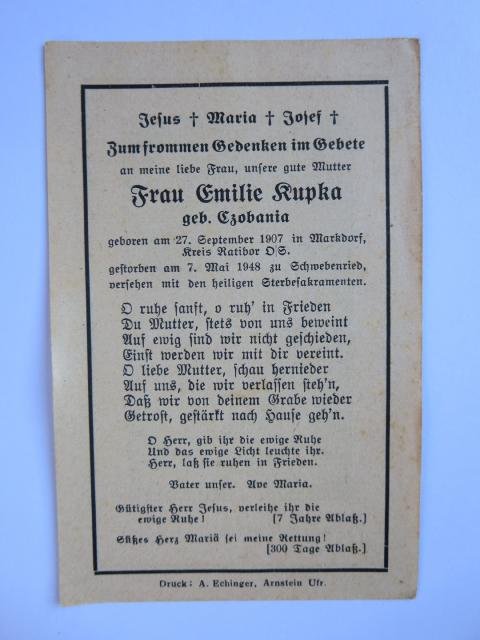 Jesus † Maria † Josef †
Zum frommen Gedenken im Gebete
an meine liebe Frau, unsere gute Mutter
Frau Emilie Kupka
geb. Czobania
geboren am 27. September 1907 in Markdorf,
Kreis Ratibor O/S.
gestorben am 7. Mai 1948 zu Schwebenried,
versehen mit den heiligen Sterbesakramenten.
O ruhe sanft, o ruh' in Frieden
Du Mutter, stets von uns beweint
Auf ewig sind wir nicht geschieden,
Einst werden wir mit dir vereint.
O liebe Mutter, schau hernieder
Auf uns, die wir verlassen steh'n,
Daß wir von deinem Grabe wieder
Getrost, gestärkt nach Hause geh'n.
O Herr, gib ihr die ewige Ruhe
Und das ewige Licht leuchte ihr.
Herr, laß sie ruhen in Frieden.
Vater unser. Ave Maria.
Gütigster Herr Jesus, verleihe ihr die
ewige Ruhe! [7 Jahre Ablaß.]
Süßes Herz Mariä sei meine Rettung!
[300 Tage Ablaß.]
Druck: A. Echinger, Arnstein Ufr.